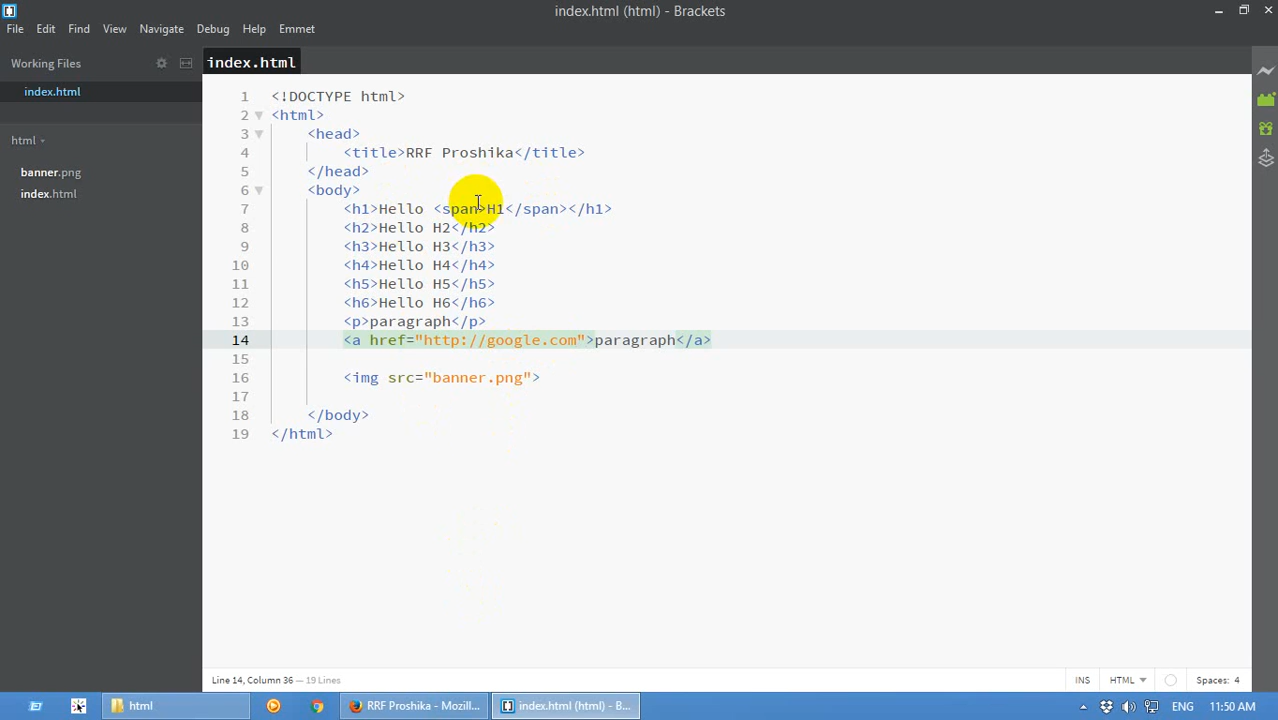 index.html (html) - Brackets
File Edit Find View Navigate Debug Help Emmet
Working Files
index.html
html
banner.png
index.html
index.html
1 <!DOCTYPE html>
2 <html>
3 <head>
4 <title>RRF Proshika</title>
5 </head>
6 <body>
7 <h1>Hello <span>H1</span></h1>
8 <h2>Hello H2</h2>
9 <h3>Hello H3</h3>
10 <h4>Hello H4</h4>
11 <h5>Hello H5</h5>
12 <h6>Hello H6</h6>
13 <p>paragraph</p>
14 <a href="http://google.com">paragraph</a>
15
16 <img src="banner.png">
17
18 </body>
19 </html>
Line 14, Column 36 — 19 Lines
INS HTML Spaces: 4
html RRF Proshika - Mozill... index.html (html) - B... ENG 11:50 AM